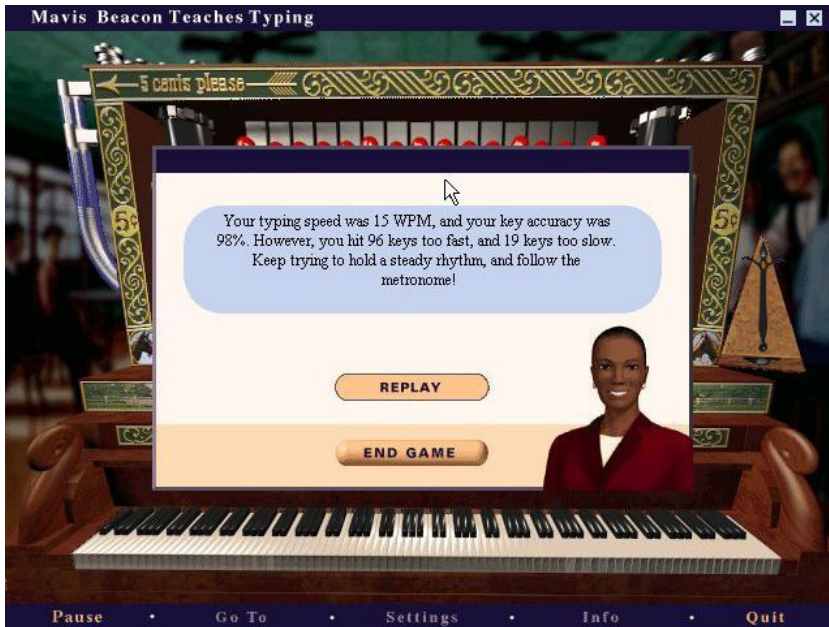 Mavis Beacon Teaches Typing
5 cents please
AFÉ
5¢
5¢
Your typing speed was 15 WPM, and your key accuracy was
98%. However, you hit 96 keys too fast, and 19 keys too slow.
Keep trying to hold a steady rhythm, and follow the
metronome!
REPLAY
END GAME
Pause • Go To • Settings • Info • Quit